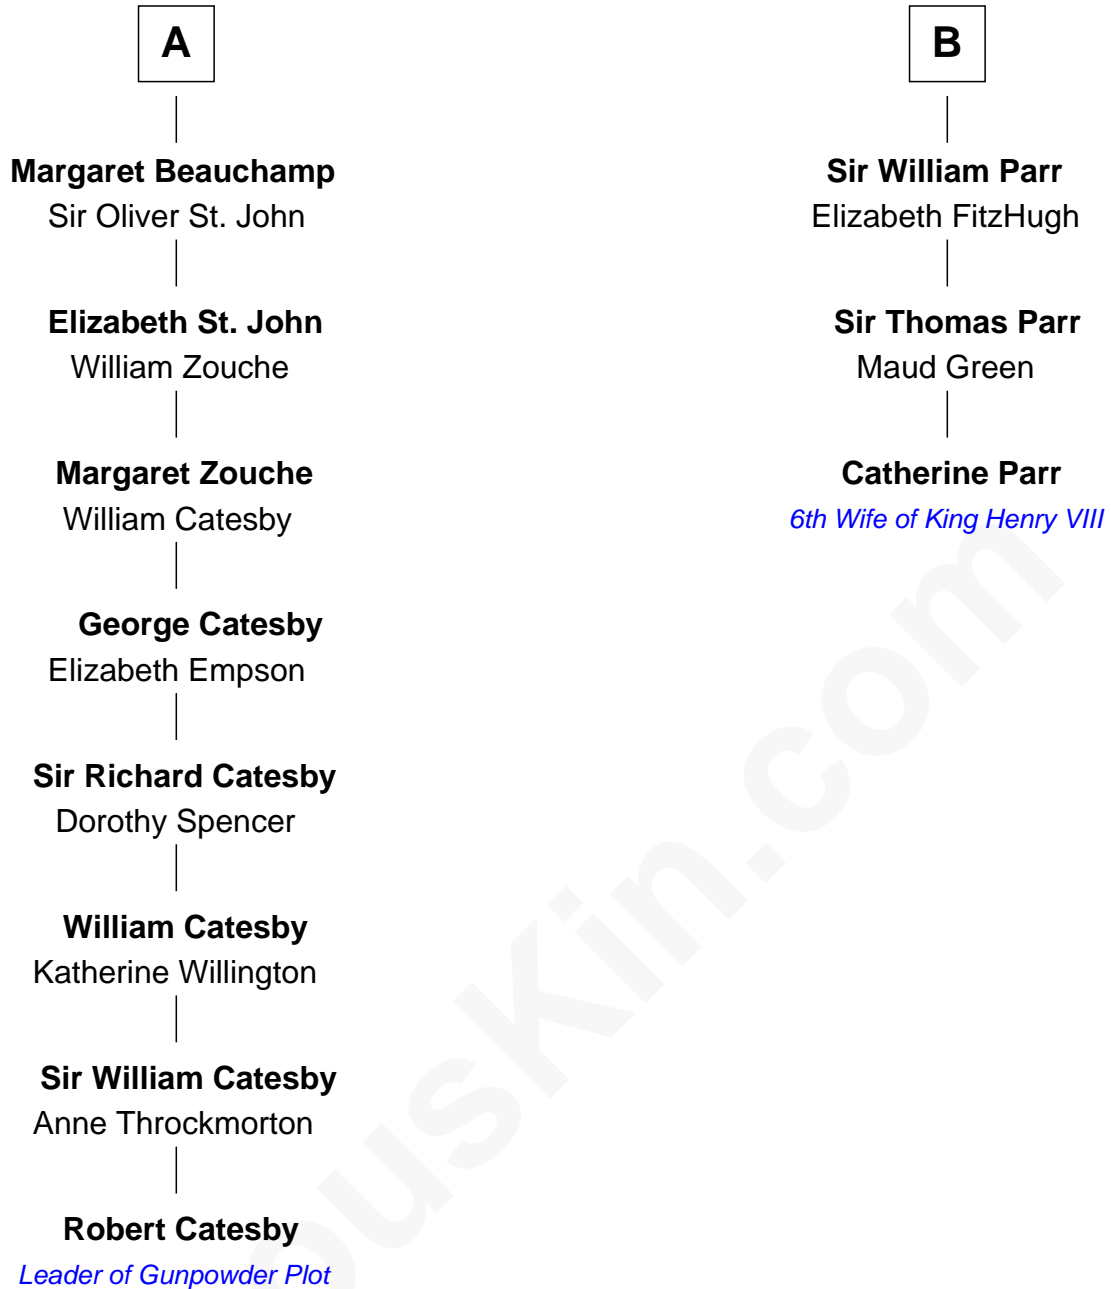 A
Margaret Beauchamp
Sir Oliver St. John
Elizabeth St. John
William Zouche
Margaret Zouche
William Catesby
George Catesby
Elizabeth Empson
Sir Richard Catesby
Dorothy Spencer
William Catesby
Katherine Willington
Sir William Catesby
Anne Throckmorton
Robert Catesby
Leader of Gunpowder Plot
B
Sir William Parr
Elizabeth FitzHugh
Sir Thomas Parr
Maud Green
Catherine Parr
6th Wife of King Henry VIII
ousKin.com